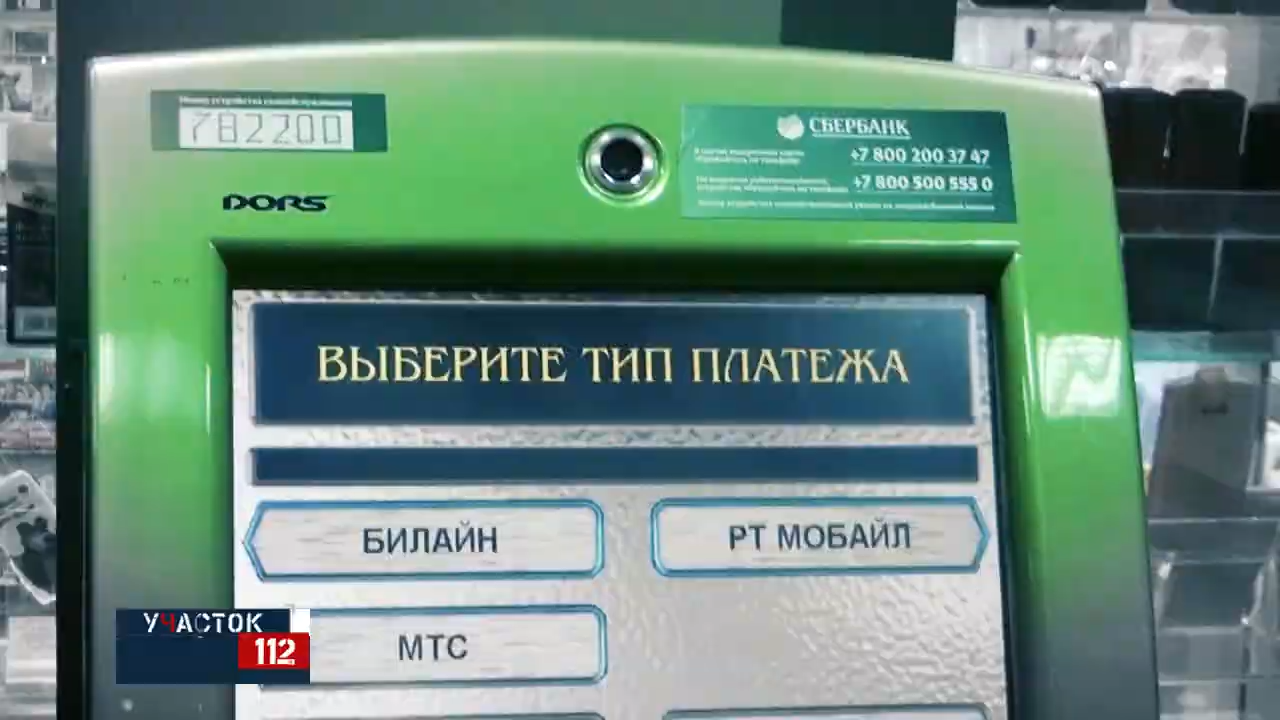 782200
DORS
СБЕРБАНК
+7 800 200 37 47
+7 800 500 555 0
ВЫБЕРИТЕ ТИП ПЛАТЕЖА
БИЛАЙН
РТ МОБАЙЛ
МТС
УЧАСТОК
112